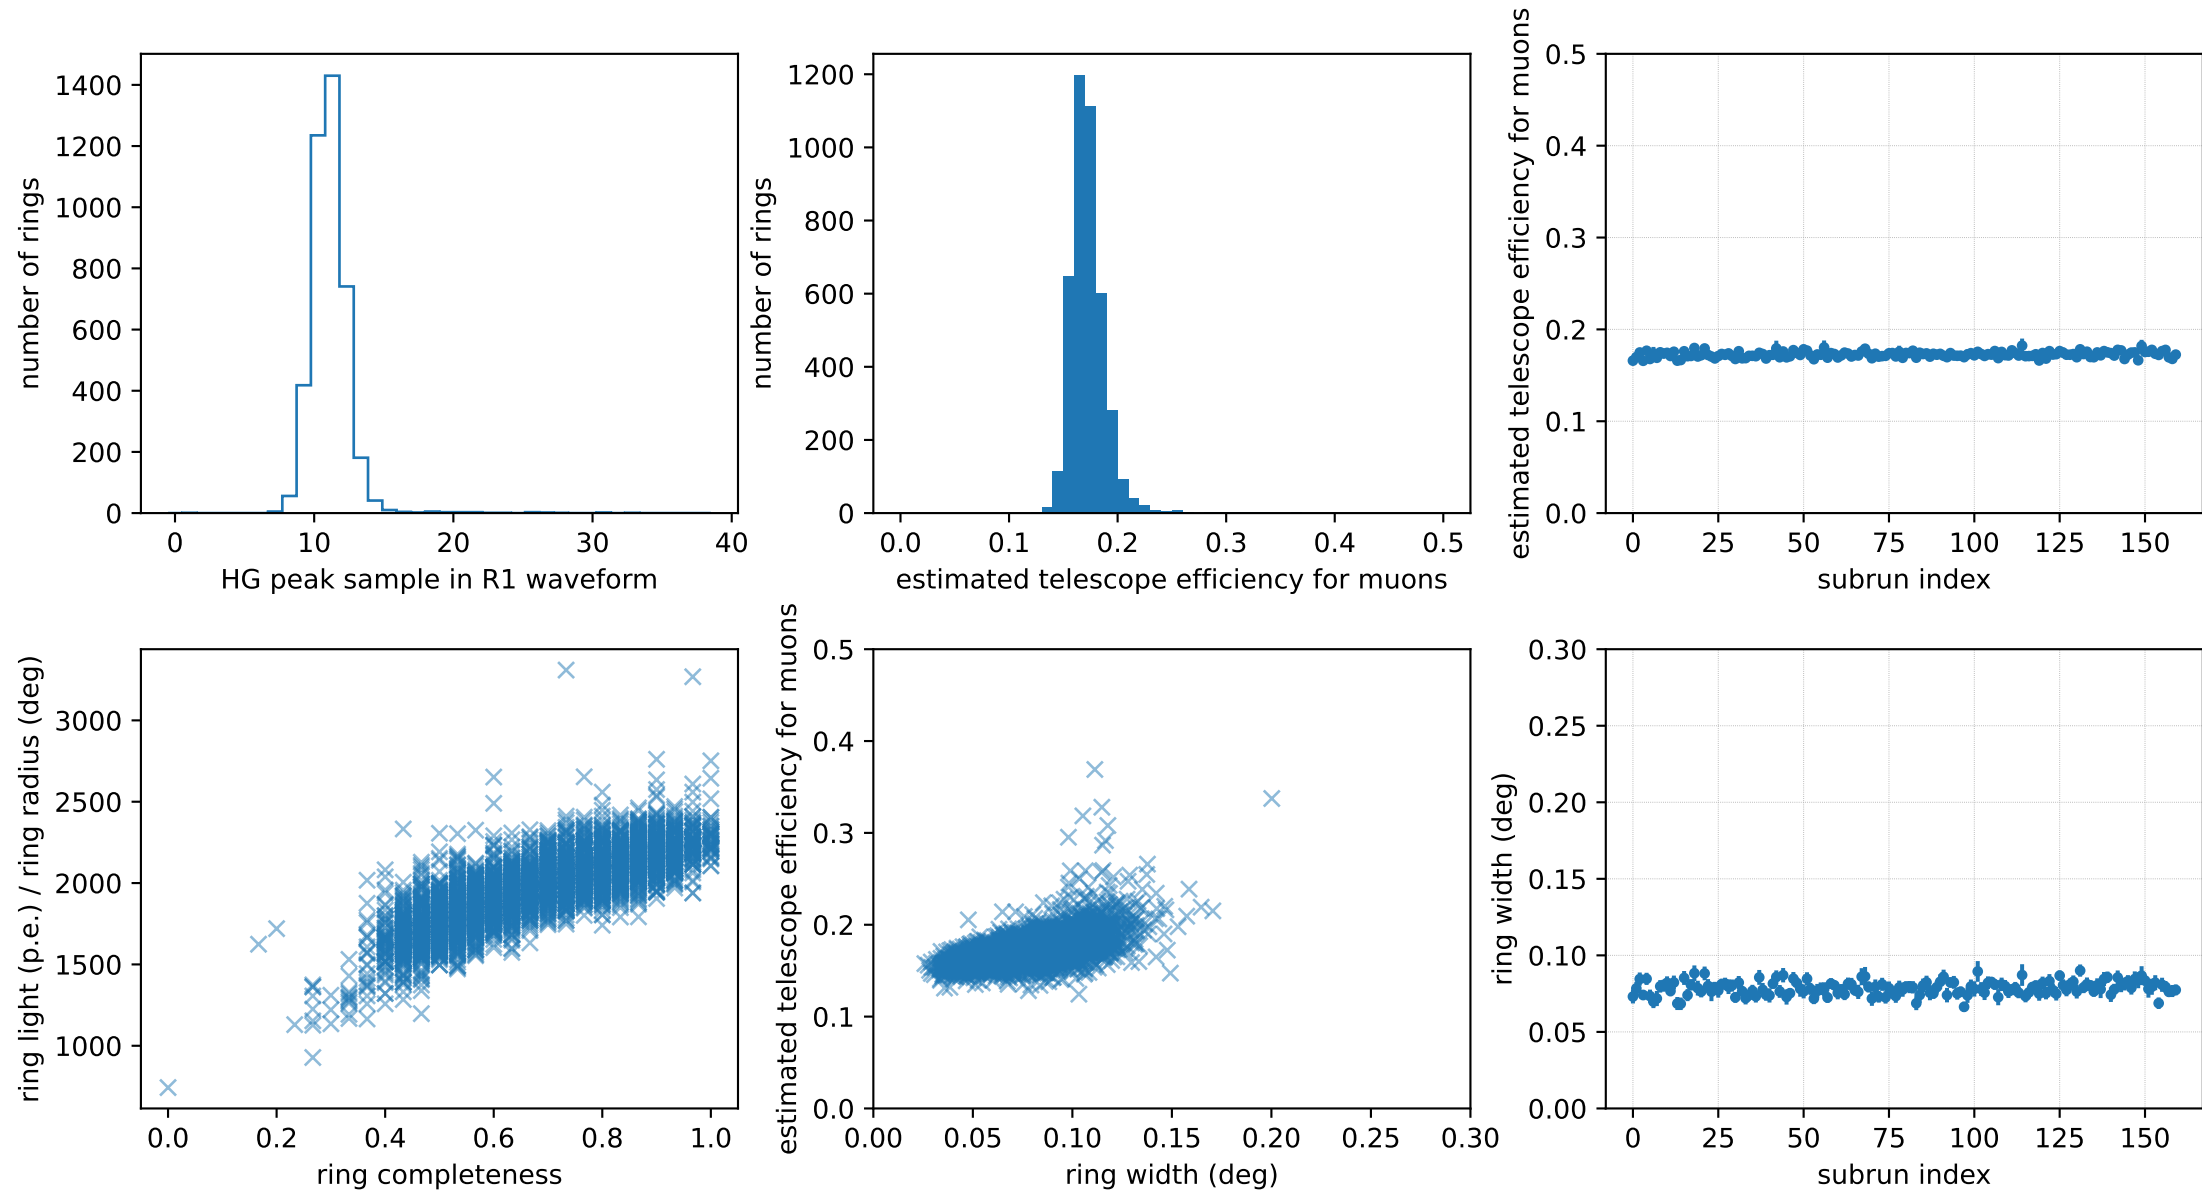 number of rings
1400
1200
1000
800
600
400
200
0
0 10 20 30 40
HG peak sample in R1 waveform
number of rings
1200
1000
800
600
400
200
0
0.0 0.1 0.2 0.3 0.4 0.5
estimated telescope efficiency for muons
estimated telescope efficiency for muons
0.5
0.4
0.3
0.2
0.1
0.0
0 25 50 75 100 125 150
subrun index
ring light (p.e.) / ring radius (deg)
3000
2500
2000
1500
1000
0.0 0.2 0.4 0.6 0.8 1.0
ring completeness
estimated telescope efficiency for muons
0.5
0.4
0.3
0.2
0.1
0.0
0.00 0.05 0.10 0.15 0.20 0.25 0.30
ring width (deg)
ring width (deg)
0.30
0.25
0.20
0.15
0.10
0.05
0.00
0 25 50 75 100 125 150
subrun index